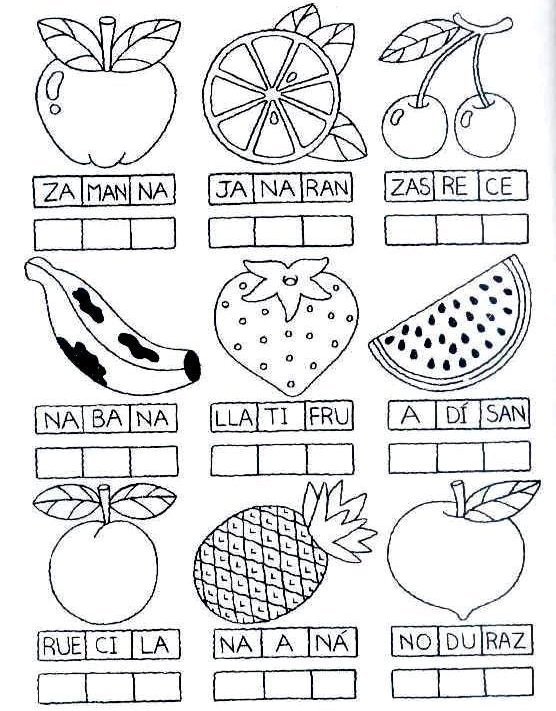 ZA MAN NA
JA NA RAN
ZAS RE CE
NA BA NA
LLA TI FRU
A DÍ SAN
RUE CI LA
NA A NÁ
NO DU RAZ